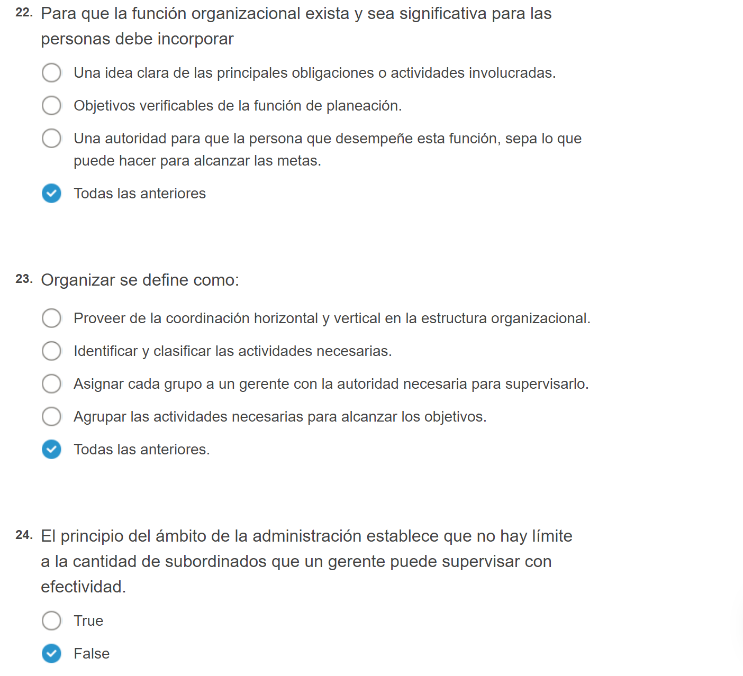 22. Para que la función organizacional exista y sea significativa para las
personas debe incorporar
Una idea clara de las principales obligaciones o actividades involucradas.
Objetivos verificables de la función de planeación.
Una autoridad para que la persona que desempeñe esta función, sepa lo que
puede hacer para alcanzar las metas.
Todas las anteriores
23. Organizar se define como:
Proveer de la coordinación horizontal y vertical en la estructura organizacional.
Identificar y clasificar las actividades necesarias.
Asignar cada grupo a un gerente con la autoridad necesaria para supervisarlo.
Agrupar las actividades necesarias para alcanzar los objetivos.
Todas las anteriores.
24. El principio del ámbito de la administración establece que no hay límite
a la cantidad de subordinados que un gerente puede supervisar con
efectividad.
True
False